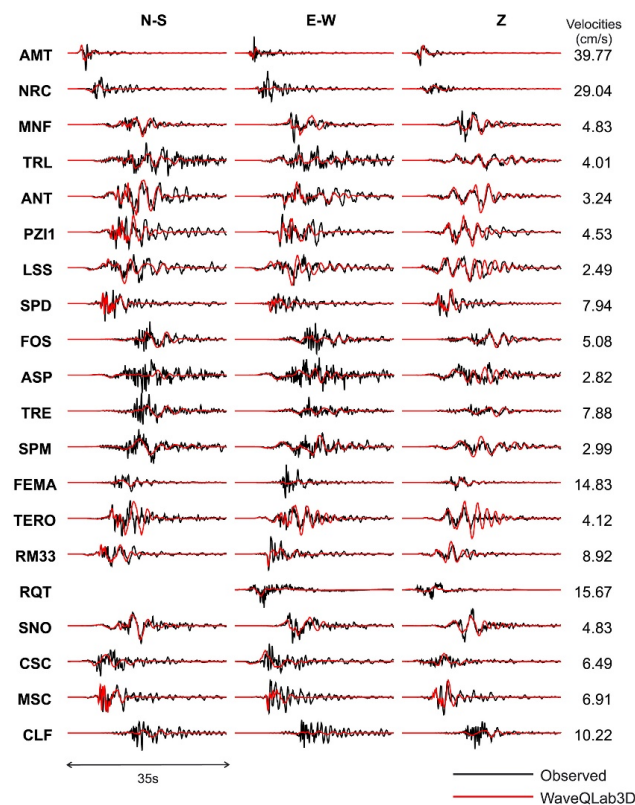 N-S E-W Z Velocities
(cm/s)
AMT 39.77
NRC 29.04
MNF 4.83
TRL 4.01
ANT 3.24
PZI1 4.53
LSS 2.49
SPD 7.94
FOS 5.08
ASP 2.82
TRE 7.88
SPM 2.99
FEMA 14.83
TERO 4.12
RM33 8.92
RQT 15.67
SNO 4.83
CSC 6.49
MSC 6.91
CLF 10.22
35s
Observed
WaveQLab3D